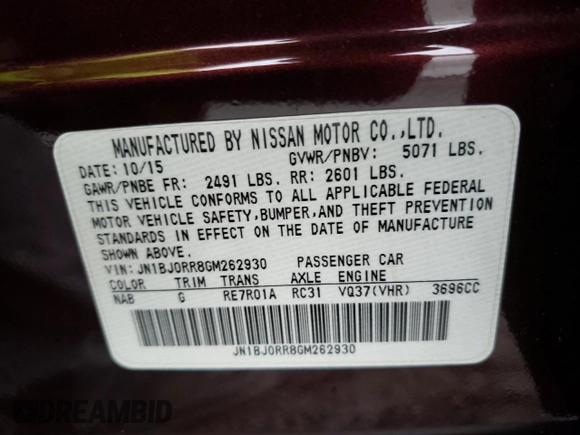 MANUFACTURED BY NISSAN MOTOR CO.,LTD.
DATE: 10/15 GVWR/PNBV: 5071 LBS.
GAWR/PNBE FR: 2491 LBS. RR: 2601 LBS.
THIS VEHICLE CONFORMS TO ALL APPLICABLE FEDERAL
MOTOR VEHICLE SAFETY,BUMPER,AND THEFT PREVENTION
STANDARDS IN EFFECT ON THE DATE OF MANUFACTURE
SHOWN ABOVE.
VIN: JN1BJ0RR8GM262930 PASSENGER CAR
COLOR TRIM TRANS AXLE ENGINE
NAB G RE7R01A RC31 VQ37(VHR) 3696CC
JN1BJ0RR8GM262930
DREAMBID